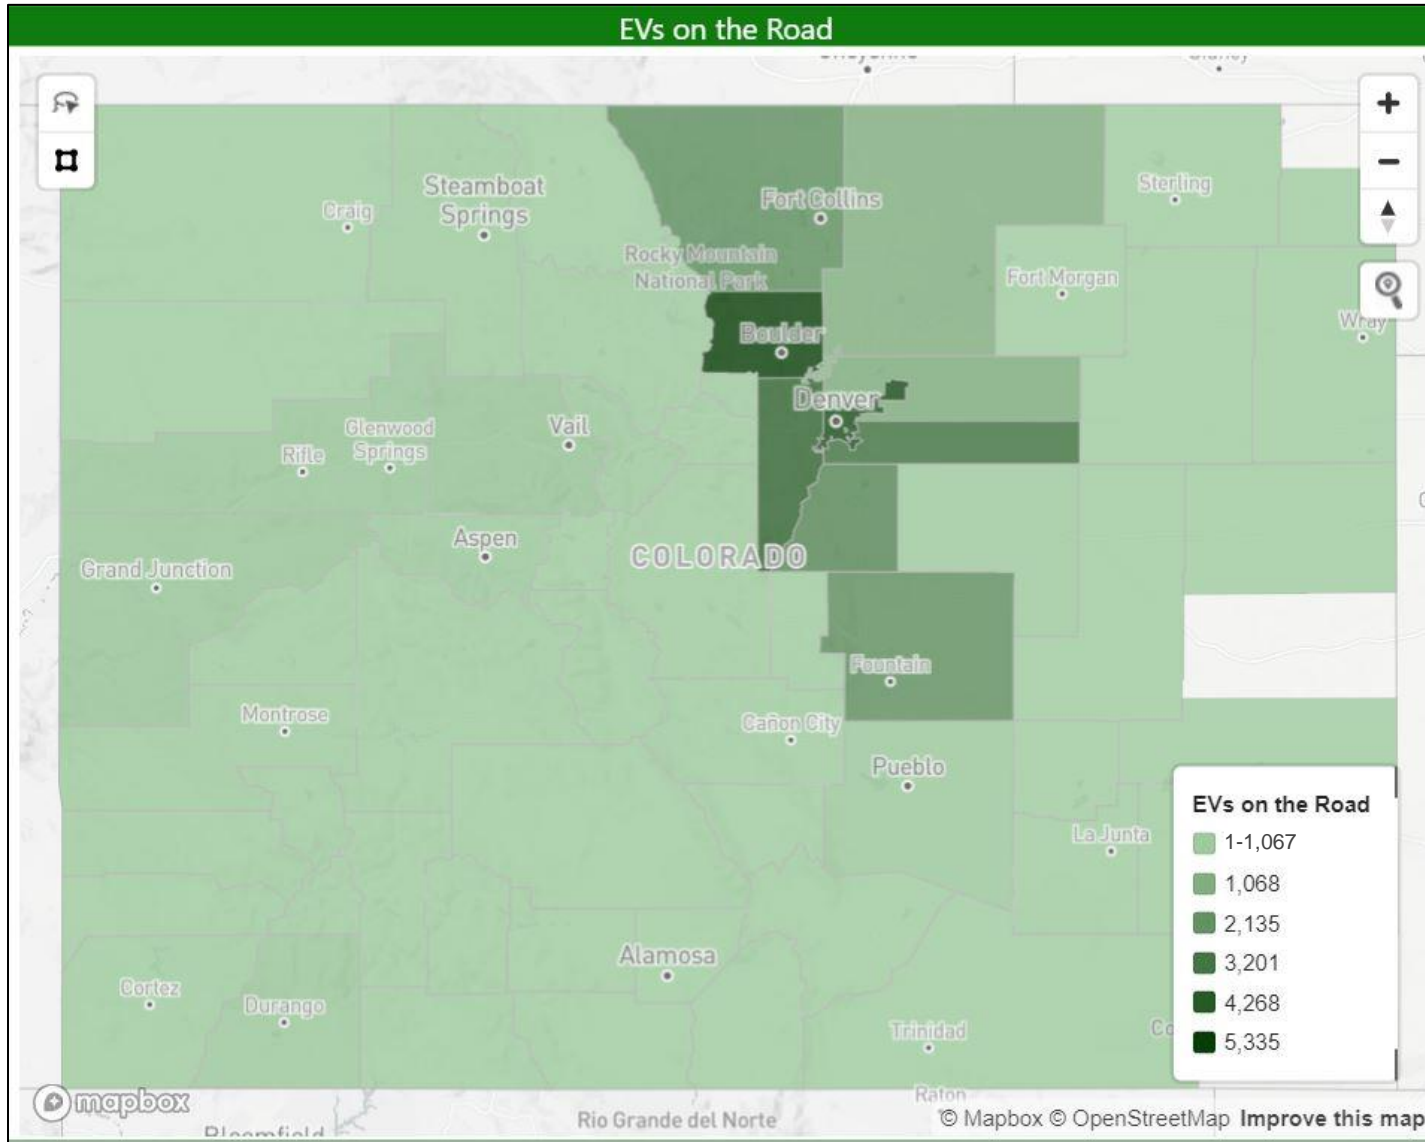 EVs on the Road
Steamboat
Springs
Craig
Fort Collins
Sterling
Rocky Mountain
National Park
Fort Morgan
Boulder
Wray
Denver
Glenwood
Springs
Rifle
Vail
Aspen
COLORADO
Grand Junction
Fountain
Montrose
Cañon City
Pueblo
EVs on the Road
1-1,067
La Junta
1,068
2,135
3,201
Alamosa
Cortez
Durango
4,268
Trinidad
Co
5,335
mapbox
Raton
Rio Grande del Norte
© Mapbox © OpenStreetMap Improve this map